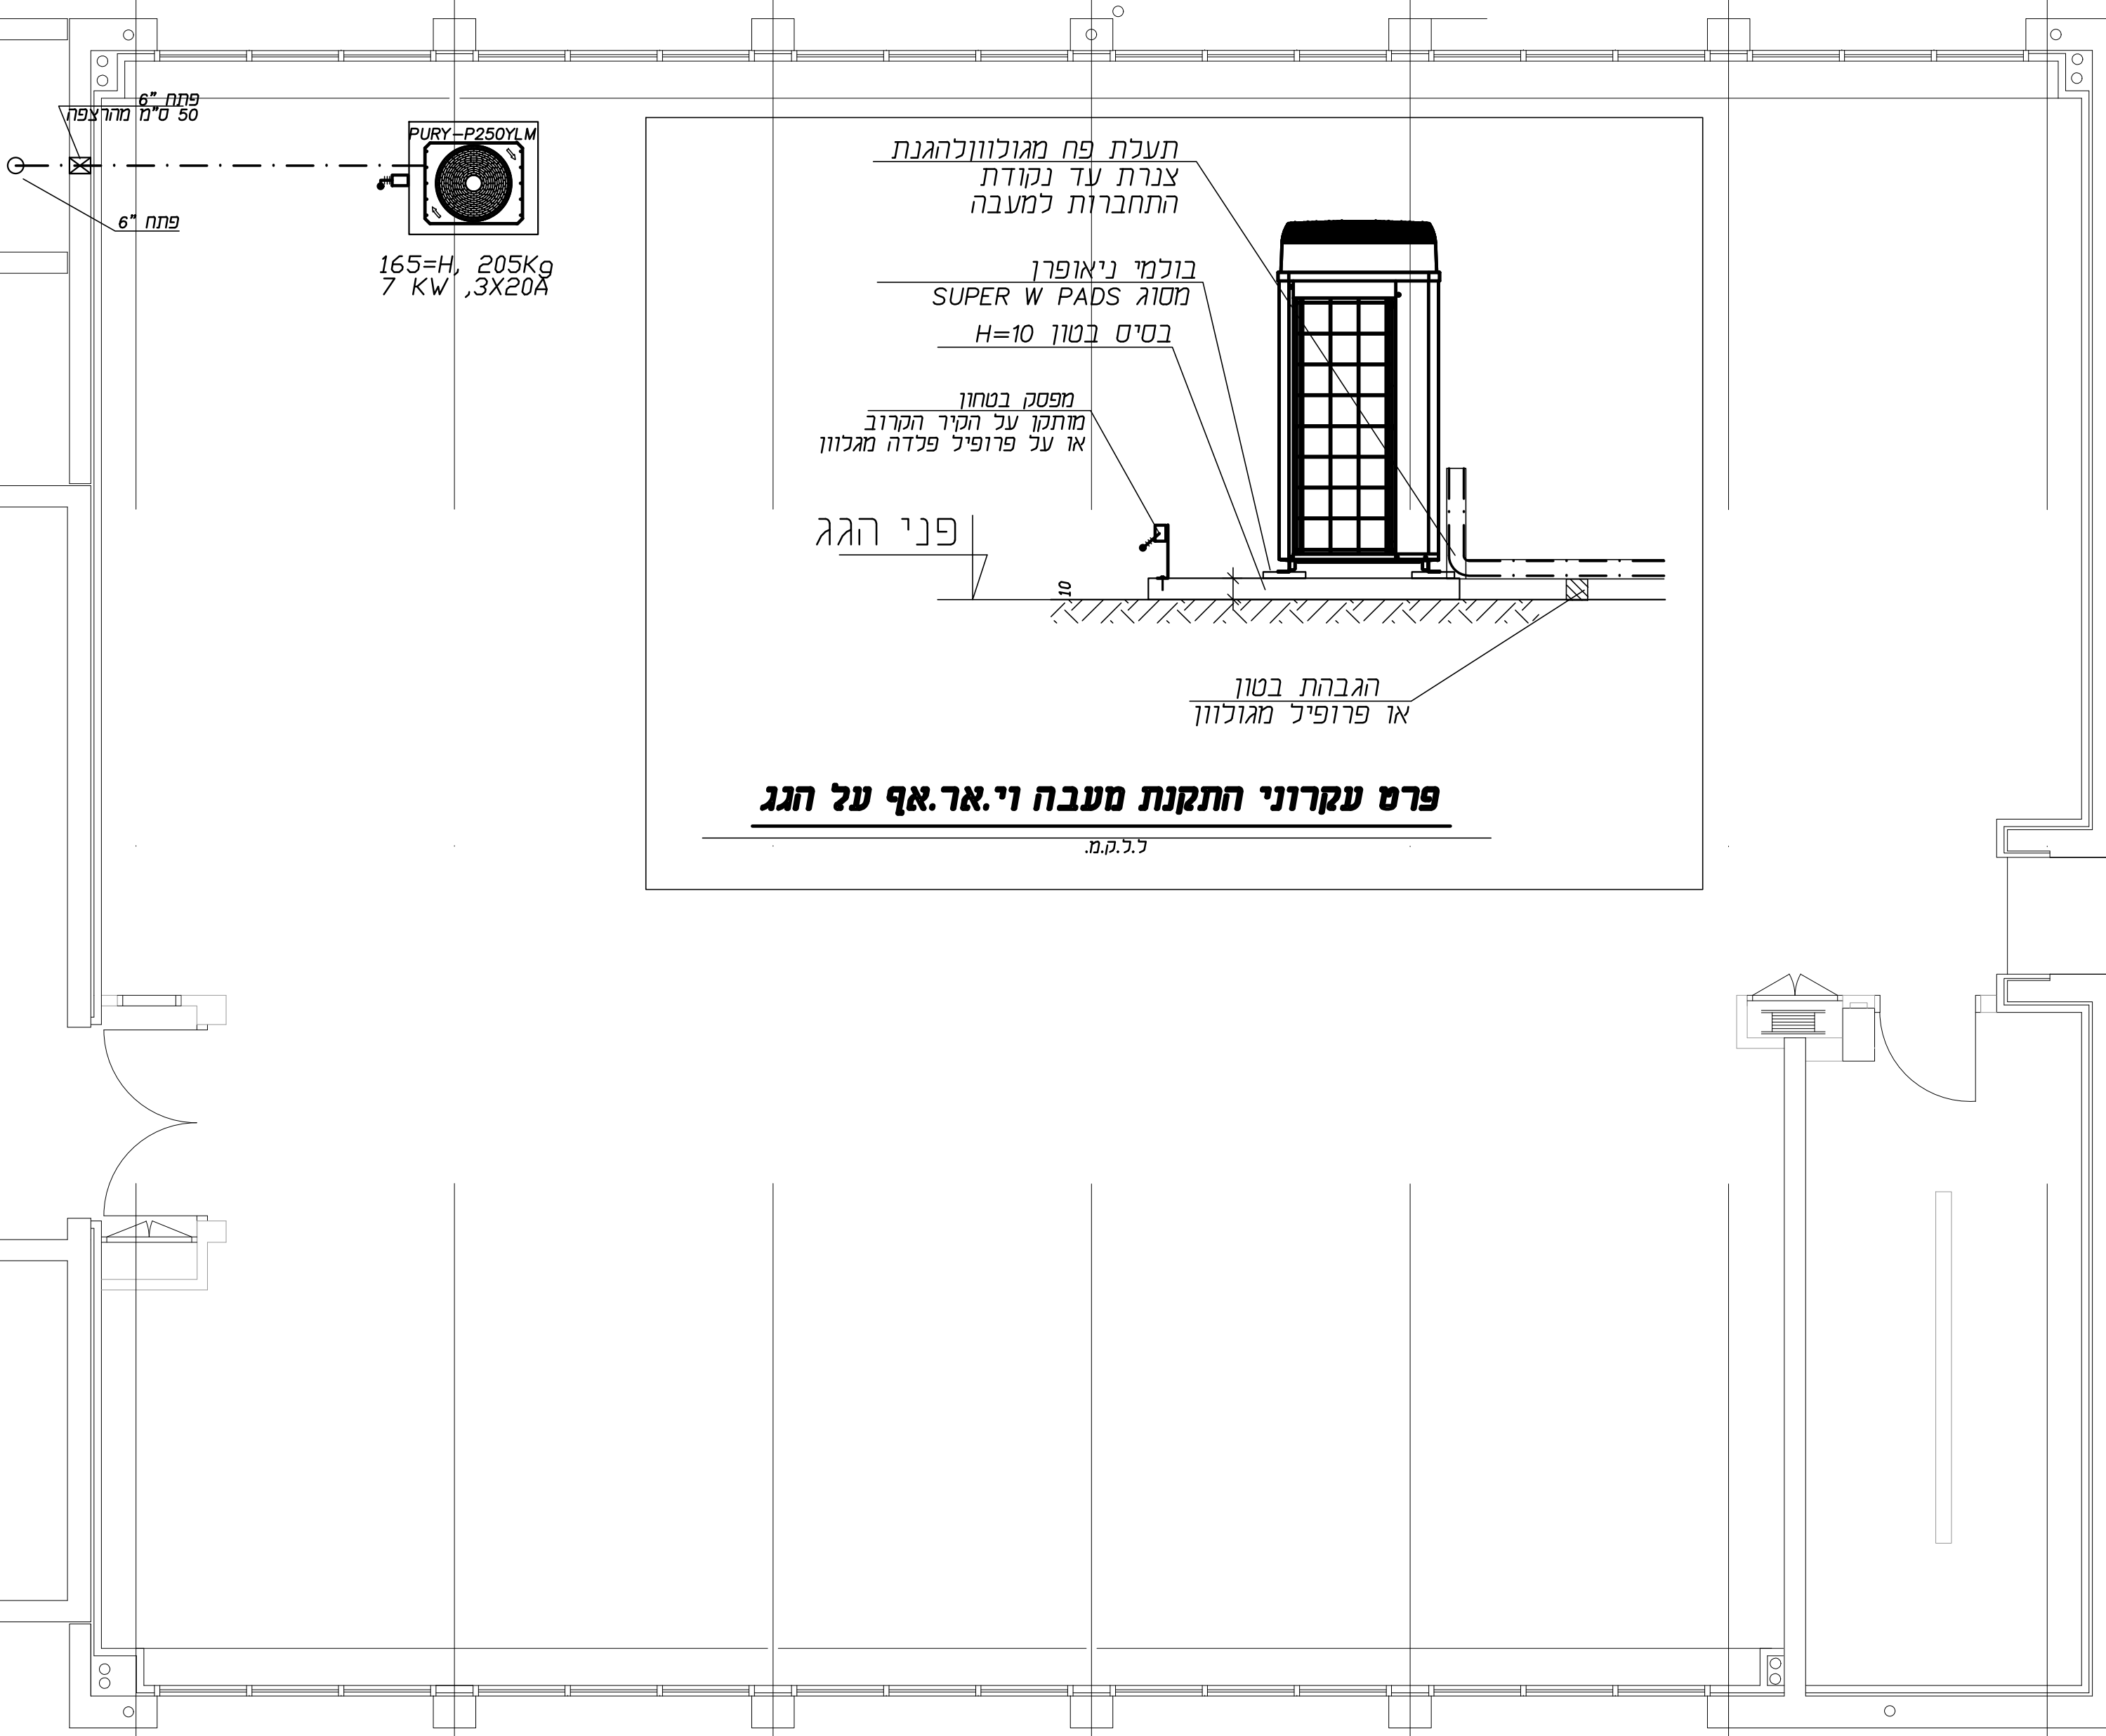 פתח "6
50 ס"מ מהרצפה
פתח "6
PURY-P250YLM
165=H, 205Kg
7 KW ,3X20A
תעלת פח מגולווןלהגנת
צנרת עד נקודת
התחברות למעבה
בולמי ניאופרן
מסוג SUPER W PADS
בסיס בטון H=10
מפסק בטחון
מותקן על הקיר הקרוב
או על פרופיל פלדה מגלוון
פני הגג
10
הגבהת בטון
או פרופיל מגולוון
פרט עקרוני התקנת מעבה וי.אר.אף על הגג
ל.ל.ק.מ.